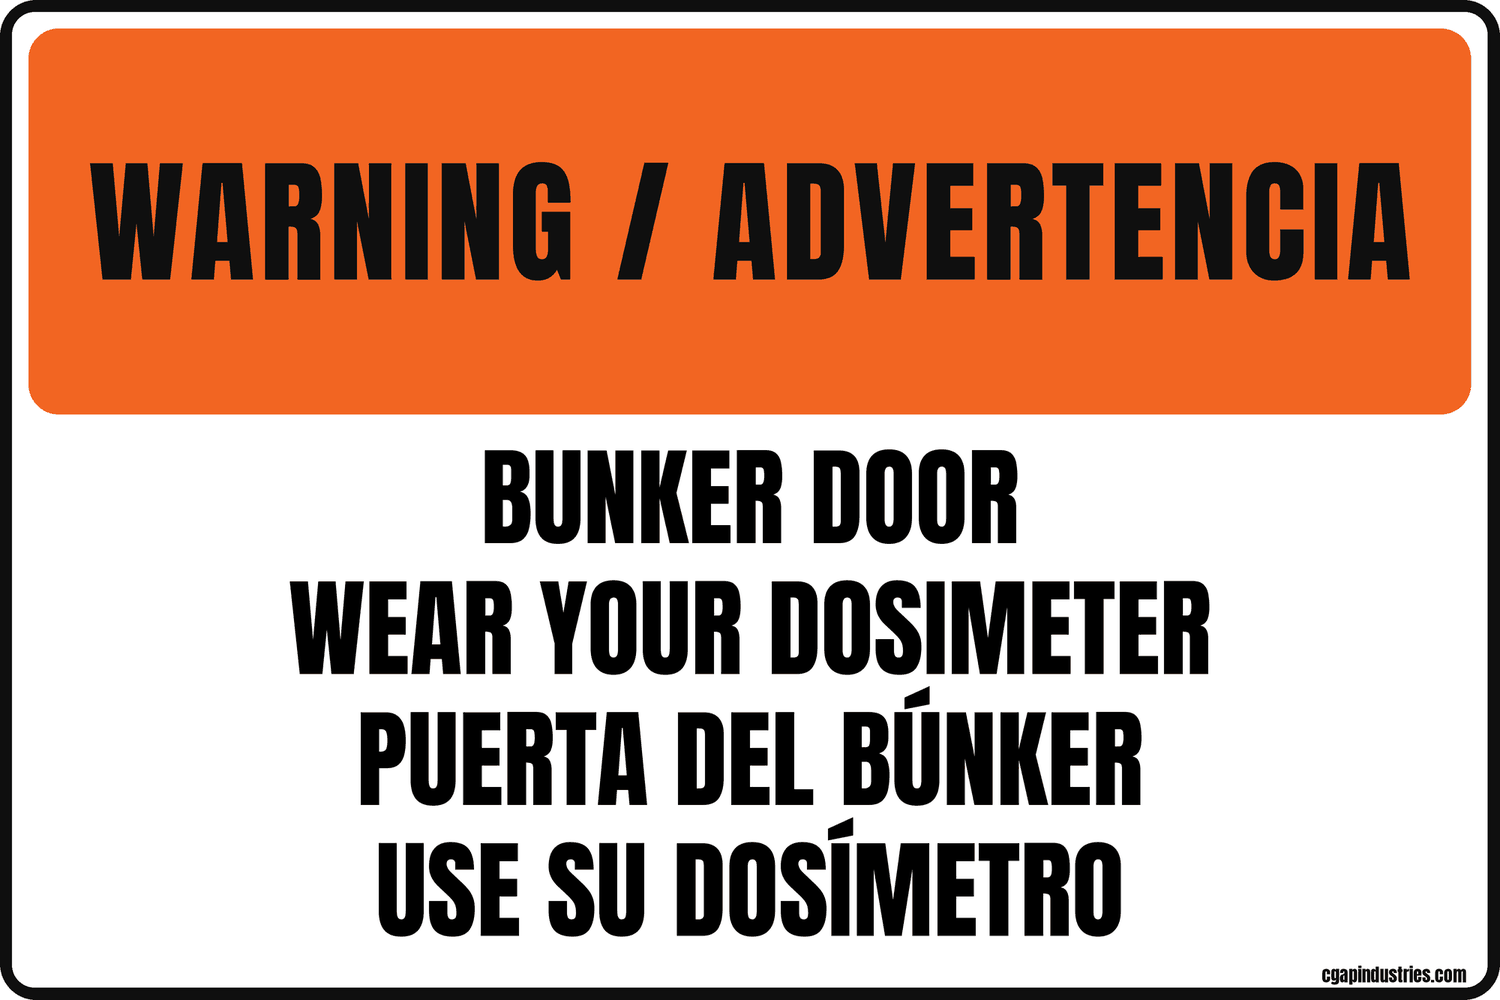 WARNING / ADVERTENCIA
BUNKER DOOR
WEAR YOUR DOSIMETER
PUERTA DEL BÚNKER
USE SU DOSÍMETRO
cgapindustries.com